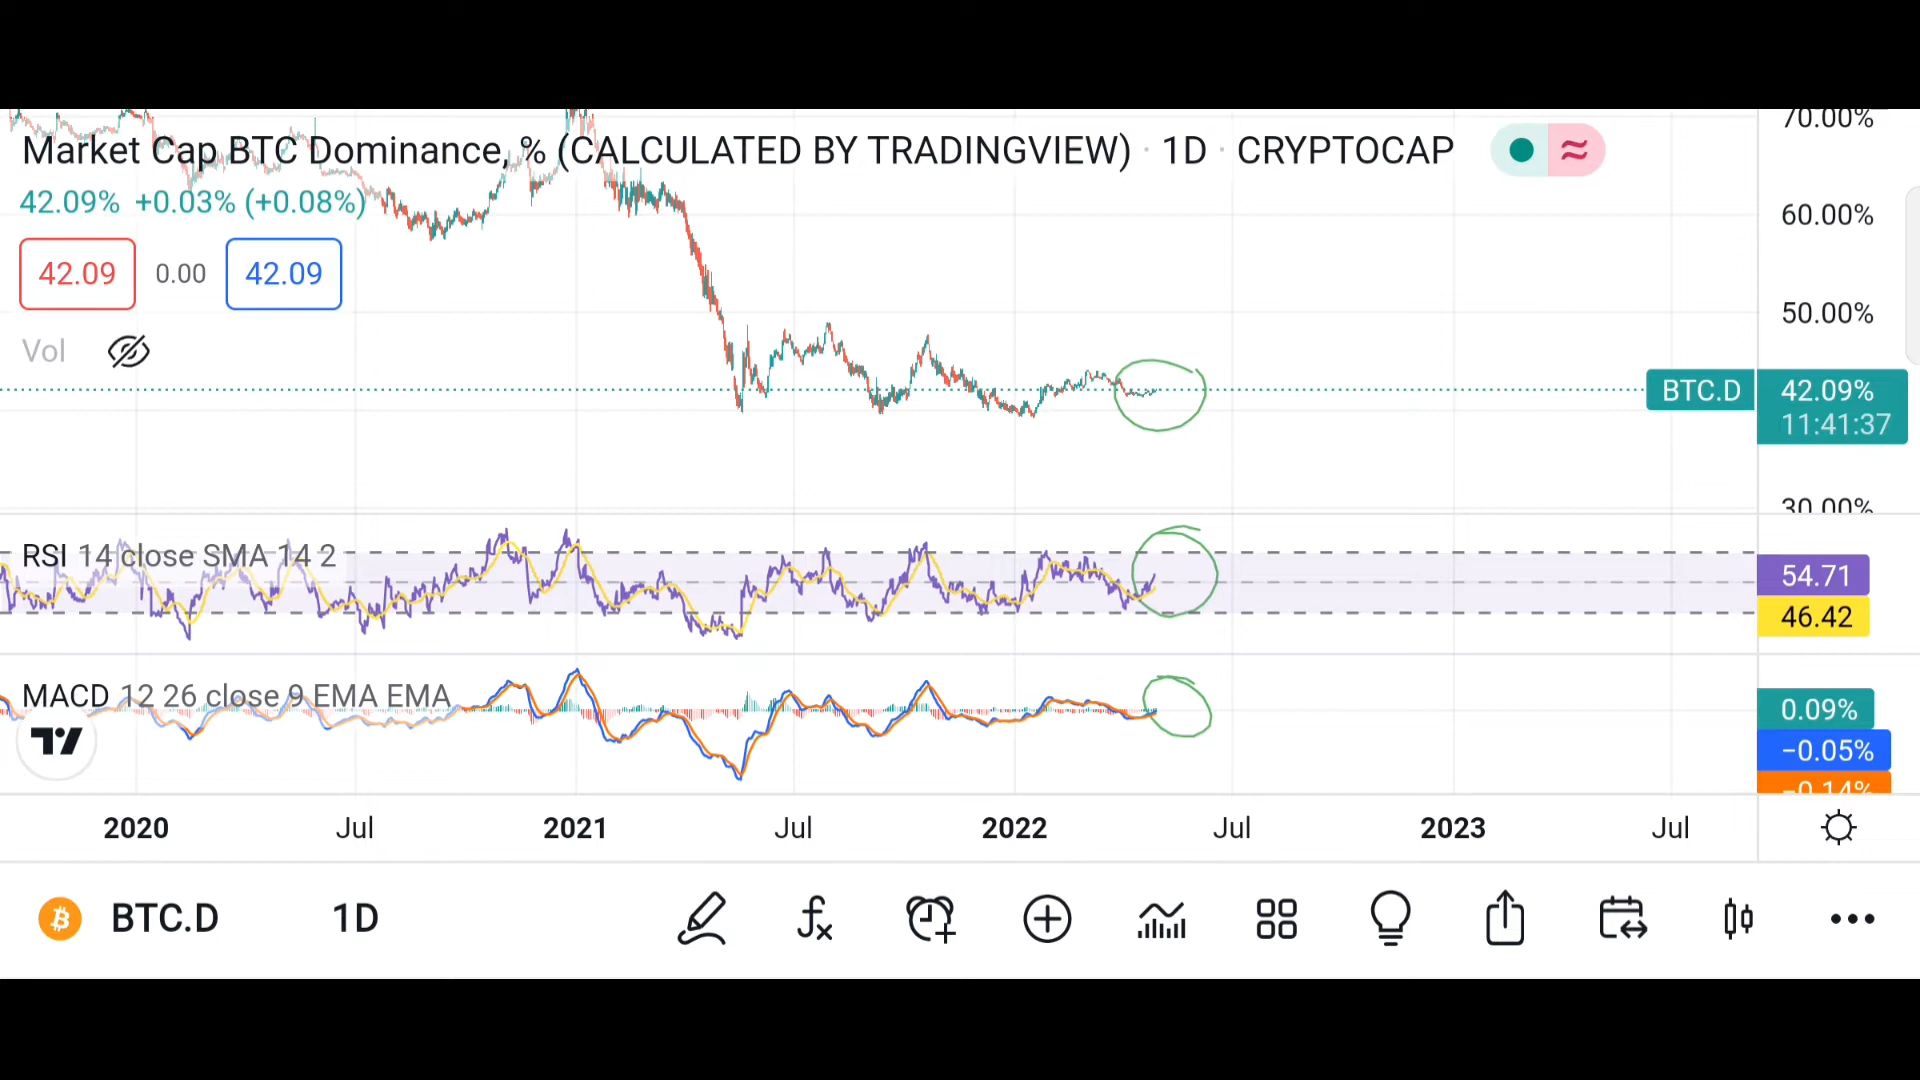 70.00%
Market Cap BTC Dominance, % (CALCULATED BY TRADINGVIEW) · 1D · CRYPTOCAP
42.09% +0.03% (+0.08%)
60.00%
42.09 0.00 42.09
50.00%
Vol
BTC.D 42.09%
11:41:37
30.00%
RSI 14 close SMA 14 2
54.71
46.42
MACD 12 26 close 9 EMA EMA
0.09%
−0.05%
−0.14%
2020 Jul 2021 Jul 2022 Jul 2023 Jul
BTC.D 1D